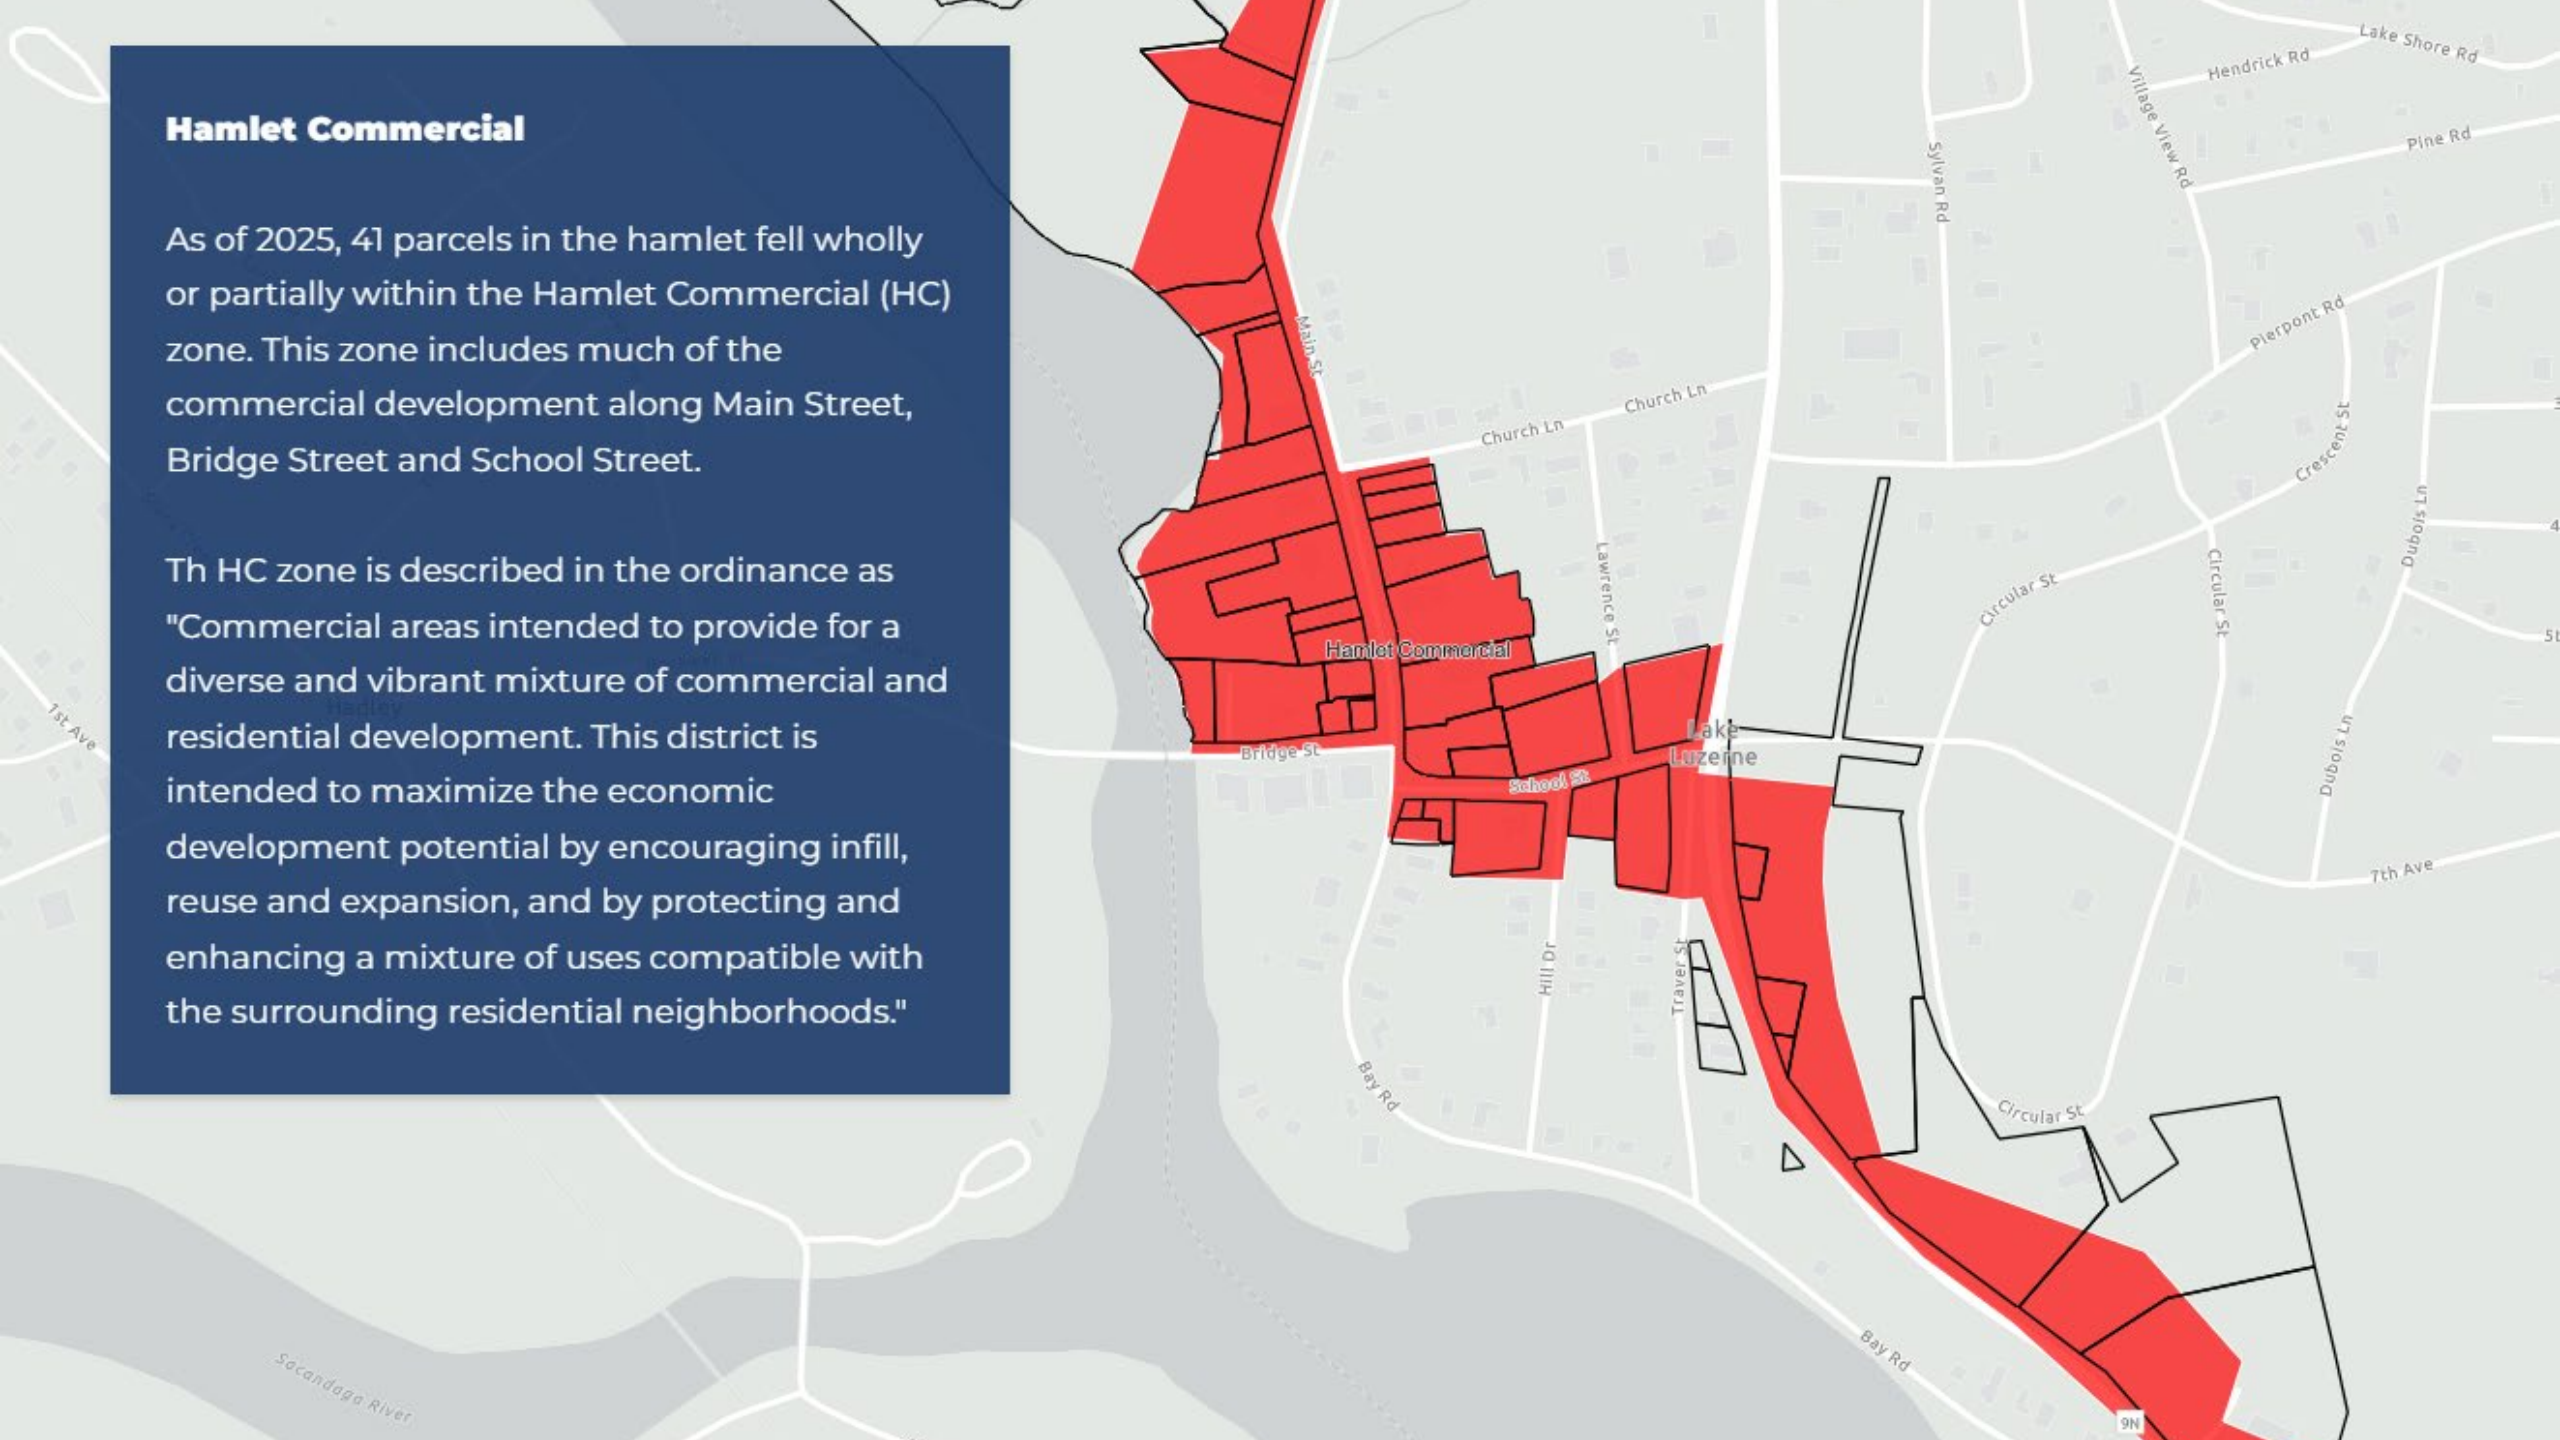 Hamlet Commercial
As of 2025, 41 parcels in the hamlet fell wholly
or partially within the Hamlet Commercial (HC)
zone. This zone includes much of the
commercial development along Main Street,
Bridge Street and School Street.
Th HC zone is described in the ordinance as
"Commercial areas intended to provide for a
diverse and vibrant mixture of commercial and
residential development. This district is
intended to maximize the economic
development potential by encouraging infill,
reuse and expansion, and by protecting and
enhancing a mixture of uses compatible with
the surrounding residential neighborhoods."
Lake Shore Rd
Hendrick Rd
Village View Rd
Pine Rd
Sylvan Rd
Pierpont Rd
Main St
Church Ln
Church Ln
Crescent St
Dubois Ln
Lawrence St
Circular St
Circular St
Hamlet Commercial
Hadley
1st Ave
Lake
Luzerne
Bridge St
School St
Dubois Ln
7th Ave
Hill Dr
Traver St
Bay Rd
Circular St
Bay Rd
Sacandaga River
9N